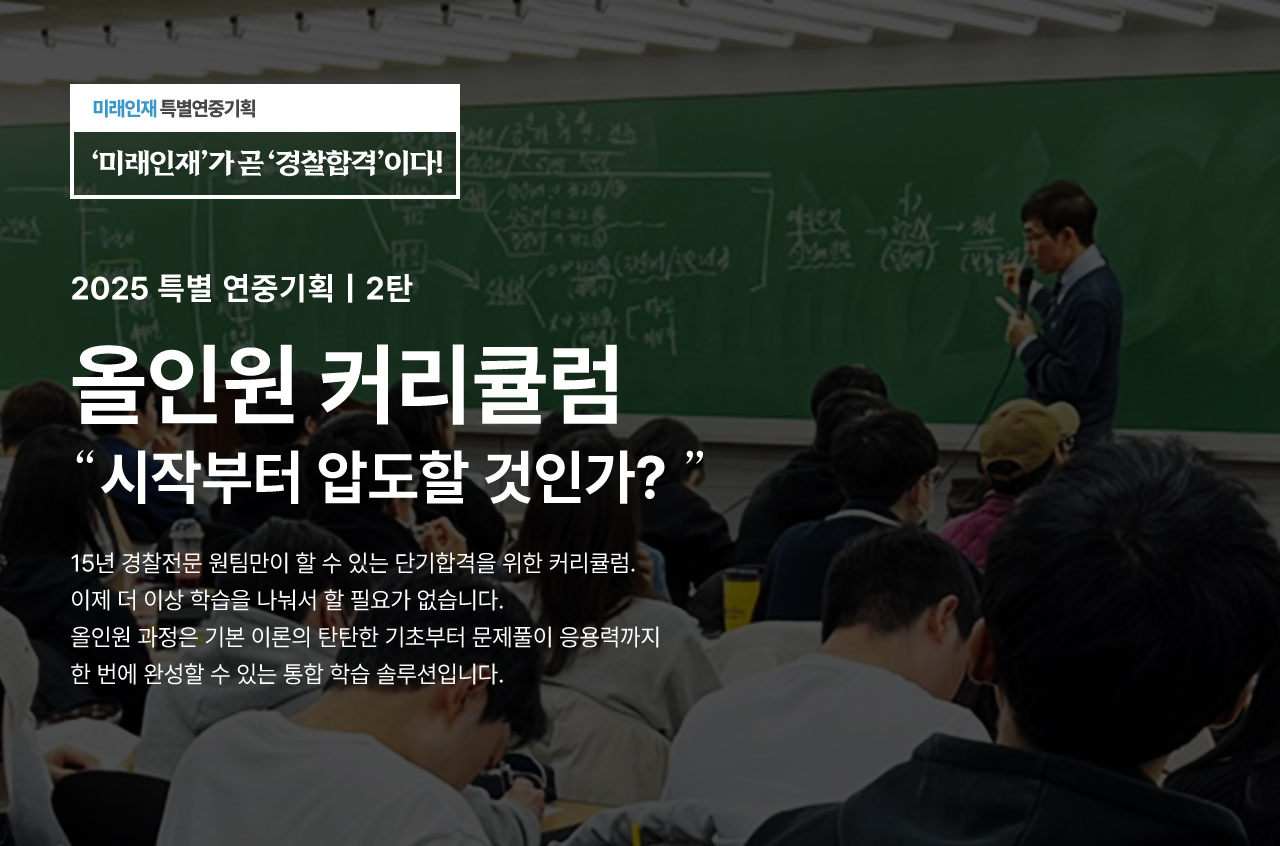 미래인재 특별연중기획
‘미래인재’가 곧 ‘경찰합격’이다!
2025 특별 연중기획 | 2탄
올인원 커리큘럼
“시작부터 압도할 것인가? ”
15년 경찰전문 원팀만이 할 수 있는 단기합격을 위한 커리큘럼.
이제 더 이상 학습을 나눠서 할 필요가 없습니다.
올인원 과정은 기본 이론의 탄탄한 기초부터 문제풀이 응용력까지
한 번에 완성할 수 있는 통합 학습 솔루션입니다.